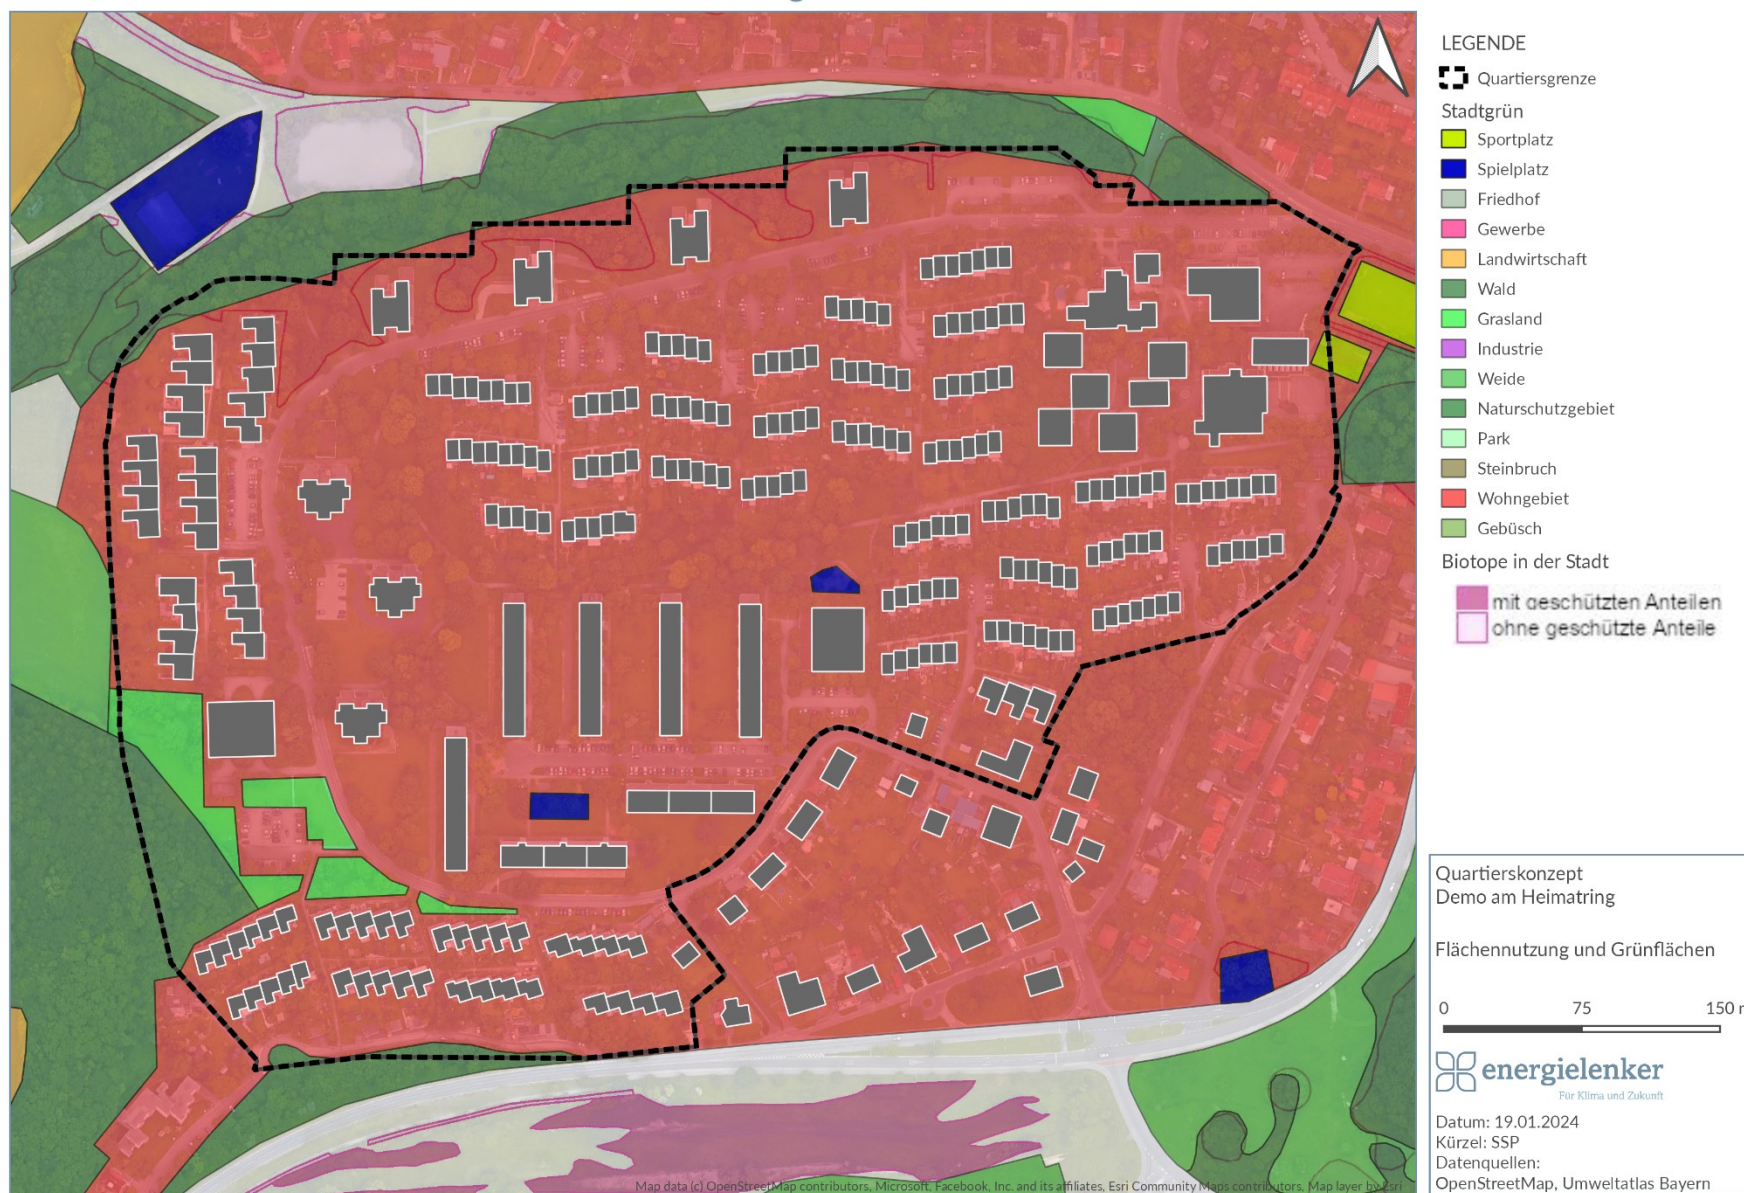 LEGENDE
Quartiersgrenze
Stadtgrün
Sportplatz
Spielplatz
Friedhof
Gewerbe
Landwirtschaft
Wald
Grasland
Industrie
Weide
Naturschutzgebiet
Park
Steinbruch
Wohngebiet
Gebüsch
Biotope in der Stadt
mit geschützten Anteilen
ohne geschützte Anteile
Quartierskonzept
Demo am Heimatring
Flächennutzung und Grünflächen
0 75 150 m
energielenker
Für Klima und Zukunft
Datum: 19.01.2024
Kürzel: SSP
Datenquellen:
OpenStreetMap, Umweltatlas Bayern
Map data (c) OpenStreetMap contributors, Microsoft, Facebook, Inc. and its affiliates, Esri Community Maps contributors, Map layer by Esri